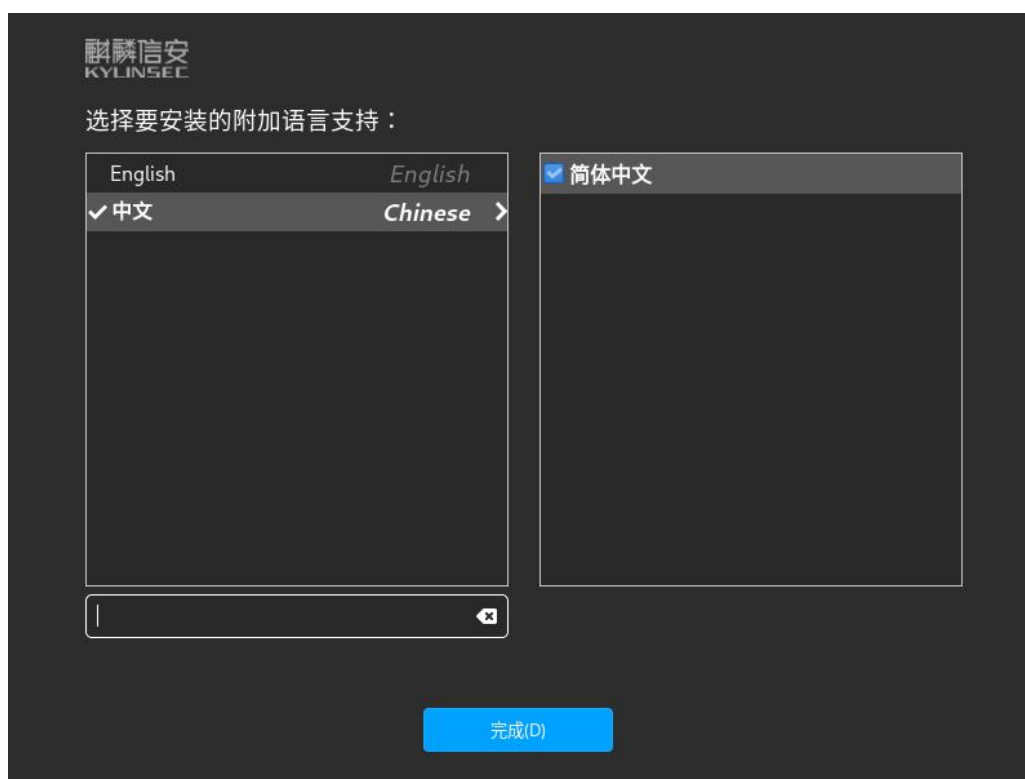 麒麟信安
KYLINSEC
选择要安装的附加语言支持：
English English
中文 Chinese
简体中文
完成(D)